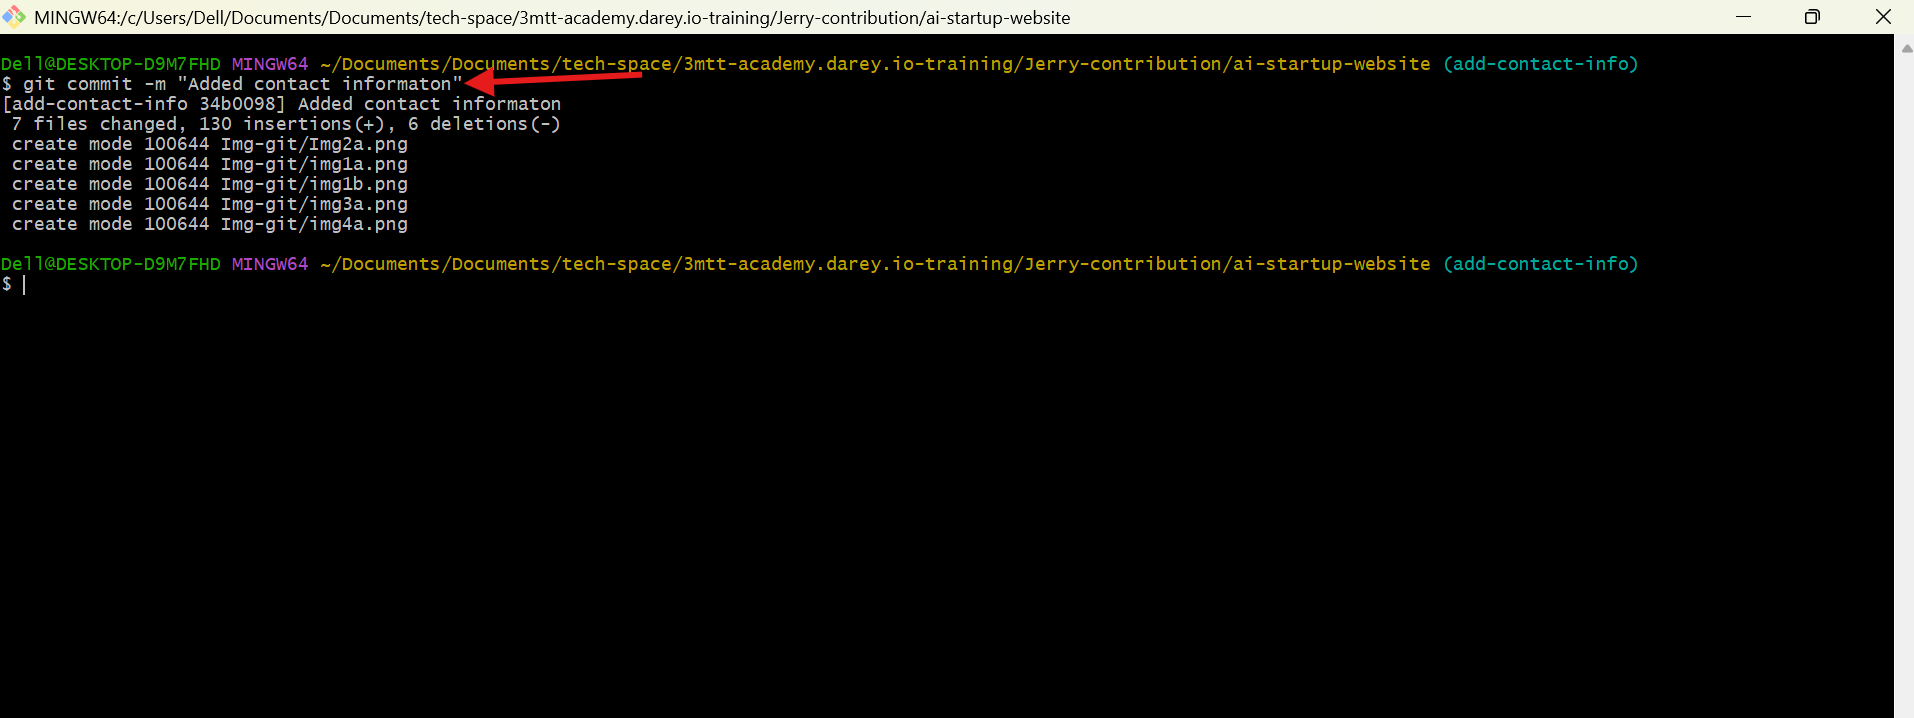 MINGW64:/c/Users/Dell/Documents/Documents/tech-space/3mtt-academy.darey.io-training/Jerry-contribution/ai-startup-website
Dell@DESKTOP-D9M7FHD MINGW64 ~/Documents/Documents/tech-space/3mtt-academy.darey.io-training/Jerry-contribution/ai-startup-website (add-contact-info)
$ git commit -m "Added contact informaton"
[add-contact-info 34b0098] Added contact informaton
 7 files changed, 130 insertions(+), 6 deletions(-)
 create mode 100644 Img-git/Img2a.png
 create mode 100644 Img-git/img1a.png
 create mode 100644 Img-git/img1b.png
 create mode 100644 Img-git/img3a.png
 create mode 100644 Img-git/img4a.png
Dell@DESKTOP-D9M7FHD MINGW64 ~/Documents/Documents/tech-space/3mtt-academy.darey.io-training/Jerry-contribution/ai-startup-website (add-contact-info)
$